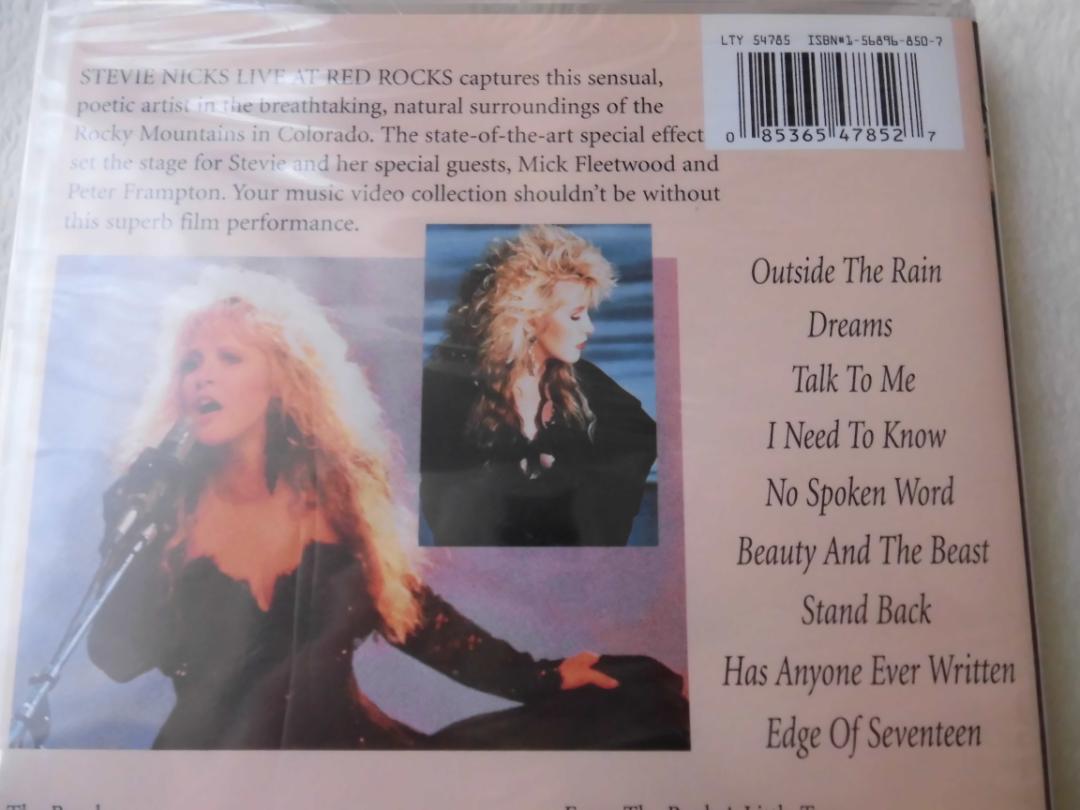 LTY 54785 ISBN#1-56896-850-7
0 85365 47852 7
STEVIE NICKS LIVE AT RED ROCKS captures this sensual,
poetic artist in the breathtaking, natural surroundings of the
Rocky Mountains in Colorado. The state-of-the-art special effect
set the stage for Stevie and her special guests, Mick Fleetwood and
Peter Frampton. Your music video collection shouldn't be without
this superb film performance.
Outside The Rain
Dreams
Talk To Me
I Need To Know
No Spoken Word
Beauty And The Beast
Stand Back
Has Anyone Ever Written
Edge Of Seventeen